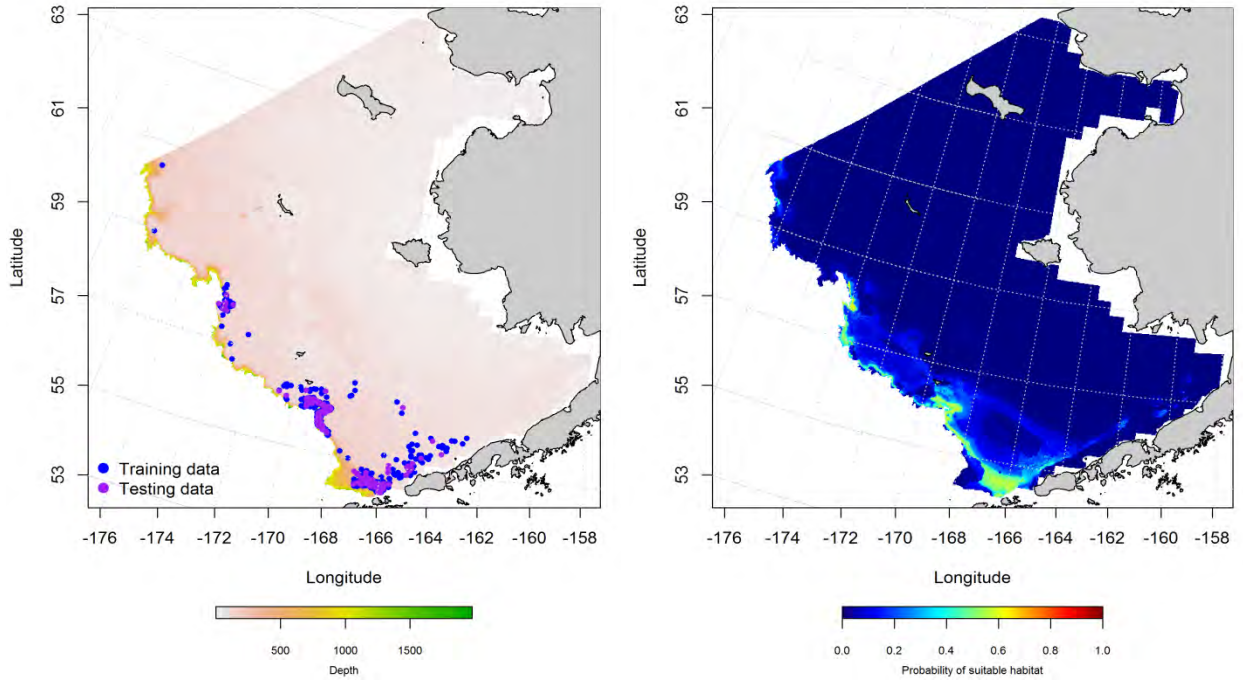 63
61
59
57
55
53
Latitude
Training data
Testing data
-176 -174 -172 -170 -168 -166 -164 -162 -160 -158
Longitude
500 1000 1500
Depth
63
61
59
57
55
53
Latitude
-176 -174 -172 -170 -168 -166 -164 -162 -160 -158
Longitude
0.0 0.2 0.4 0.6 0.8 1.0
Probability of suitable habitat